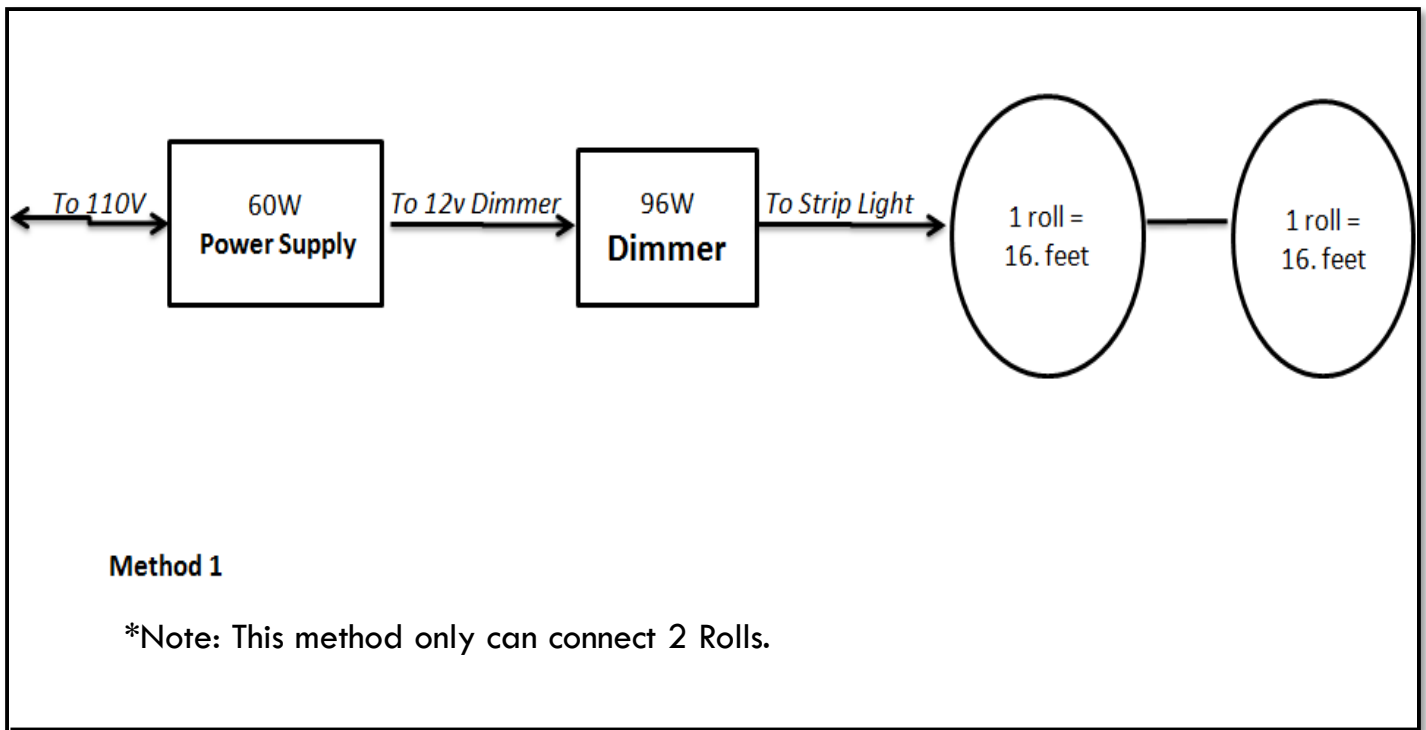 To 110V
60W
Power Supply
To 12v Dimmer
96W
Dimmer
To Strip Light
1 roll =
16. feet
1 roll =
16. feet
Method 1
*Note: This method only can connect 2 Rolls.